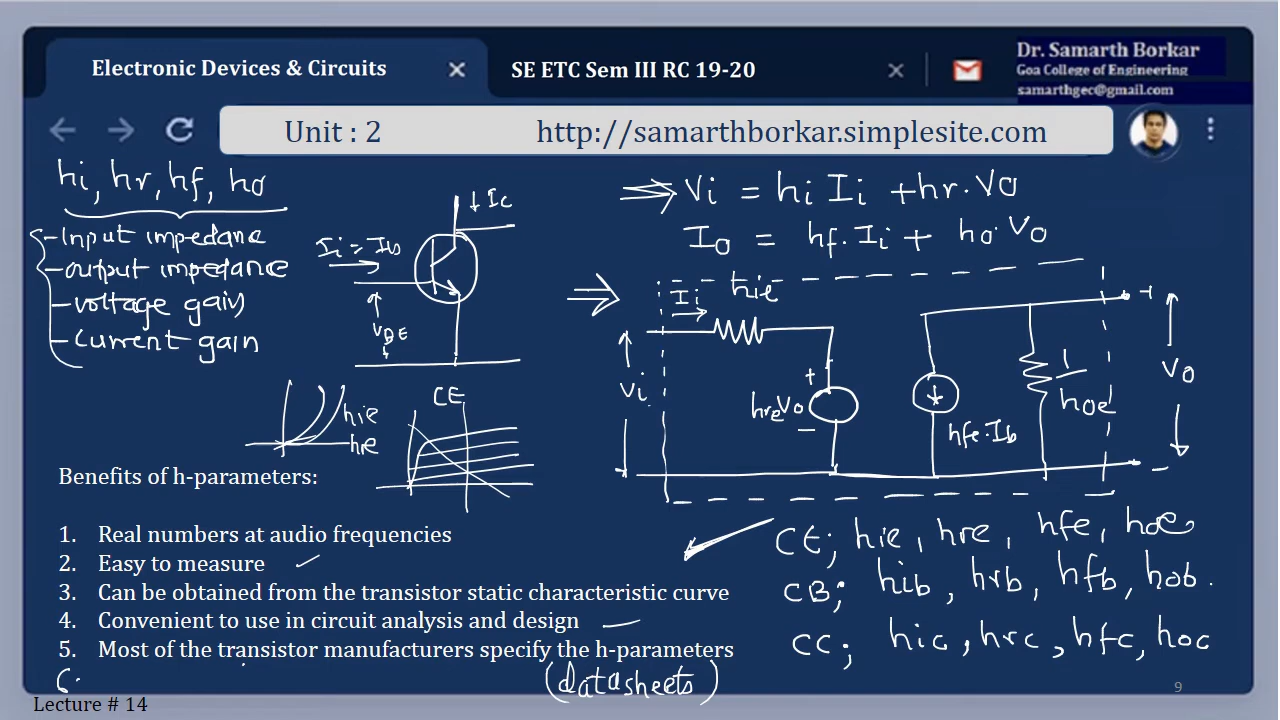 Electronic Devices & Circuits
SE ETC Sem III RC 19-20
Dr. Samarth Borkar
Goa College of Engineering
samarthgec@gmail.com
Unit : 2
http://samarthborkar.simplesite.com
hi, hr, hf, ho
- Input impedance
- output impedance
- voltage gain
- Current gain
Ii = Ib
↓ Ic
VBE
Vi = hi Ii + hr. Vo
Io = hf. Ii + ho. Vo
Ii
hie
Vi
+
hre Vo
-
hfe. Ib
1/hoe
+
Vo
-
hie
hre
CE
Benefits of h-parameters:
1. Real numbers at audio frequencies
2. Easy to measure
3. Can be obtained from the transistor static characteristic curve
4. Convenient to use in circuit analysis and design
5. Most of the transistor manufacturers specify the h-parameters
6.
(datasheets)
CE; hie, hre, hfe, hoe
CB; hib, hrb, hfb, hob.
CC; hic, hrc, hfc, hoc
Lecture # 14
9